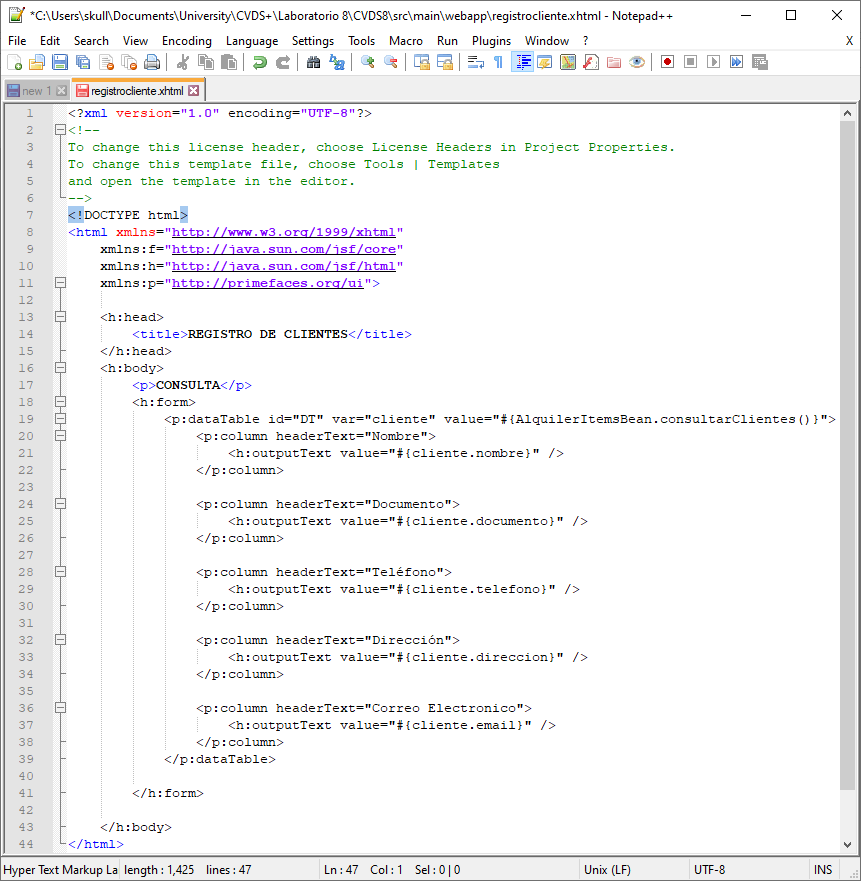 *C:\Users\skull\Documents\University\CVDS+\Laboratorio 8\CVDS8\src\main\webapp\registrocliente.xhtml - Notepad++
File Edit Search View Encoding Language Settings Tools Macro Run Plugins Window ? X
new 1 registrocliente.xhtml
1 <?xml version="1.0" encoding="UTF-8"?>
2 <!--
3 To change this license header, choose License Headers in Project Properties.
4 To change this template file, choose Tools | Templates
5 and open the template in the editor.
6 -->
7 <!DOCTYPE html>
8 <html xmlns="http://www.w3.org/1999/xhtml"
9 xmlns:f="http://java.sun.com/jsf/core"
10 xmlns:h="http://java.sun.com/jsf/html"
11 xmlns:p="http://primefaces.org/ui">
12
13 <h:head>
14 <title>REGISTRO DE CLIENTES</title>
15 </h:head>
16 <h:body>
17 <p>CONSULTA</p>
18 <h:form>
19 <p:dataTable id="DT" var="cliente" value="#{AlquilerItemsBean.consultarClientes()}">
20 <p:column headerText="Nombre">
21 <h:outputText value="#{cliente.nombre}" />
22 </p:column>
23
24 <p:column headerText="Documento">
25 <h:outputText value="#{cliente.documento}" />
26 </p:column>
27
28 <p:column headerText="Teléfono">
29 <h:outputText value="#{cliente.telefono}" />
30 </p:column>
31
32 <p:column headerText="Dirección">
33 <h:outputText value="#{cliente.direccion}" />
34 </p:column>
35
36 <p:column headerText="Correo Electronico">
37 <h:outputText value="#{cliente.email}" />
38 </p:column>
39 </p:dataTable>
40
41 </h:form>
42
43 </h:body>
44 </html>
Hyper Text Markup La length : 1,425 lines : 47 Ln : 47 Col : 1 Sel : 0 | 0 Unix (LF) UTF-8 INS